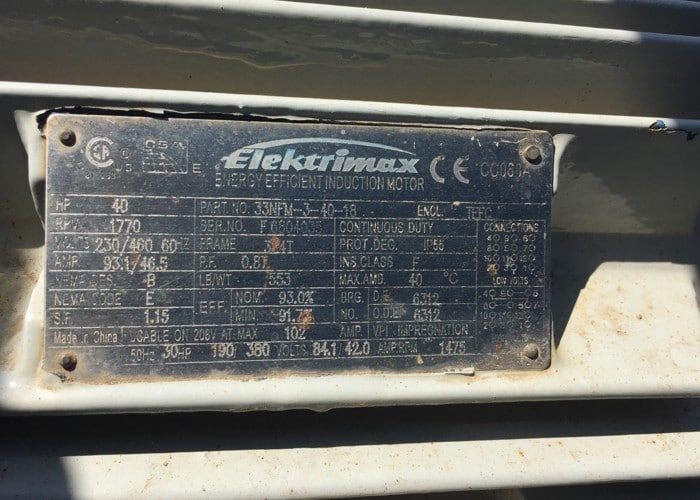 Elektrimax CE CC081A
ENERGY EFFICIENT INDUCTION MOTOR
HP 40 PART NO. 33NFM-3-40-18 ENCL. TEFC
RPM 1770 SER.NO. CONTINUOUS DUTY CONNECTIONS
VOLTS 230/460 60HZ FRAME PROT.DEG. IP55
AMP 93.1/46.5 P.F. 0.87 INS.CLASS F
NEMA DES. B LB/WT 553 MAX.AMB. 40 °C LOW VOLTS
NEMA CODE E EFF NOM. 93.0% BRG. D.E. 6312
S.F. 1.15 MIN. 91.7% NO. O.D.E. 6312
Made in China USABLE ON 208V AT MAX 102 AMP VPI IMPREGNATION
50Hz 30HP 190 380 VOLTS 84.1 42.0 AMP RPM 1475